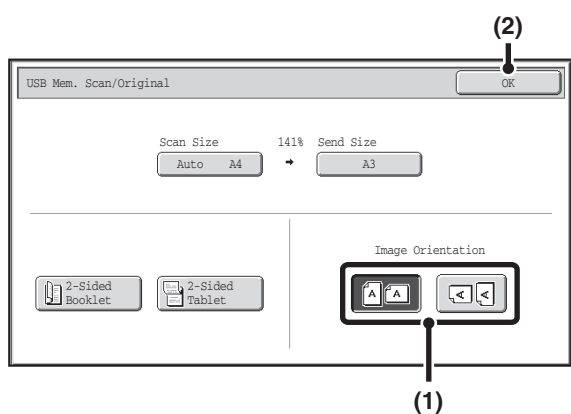 (2)
USB Mem. Scan/Original
OK
Scan Size 141% Send Size
Auto A4 → A3
Image Orientation
2-Sided
Booklet
2-Sided
Tablet
A A A A
(1)